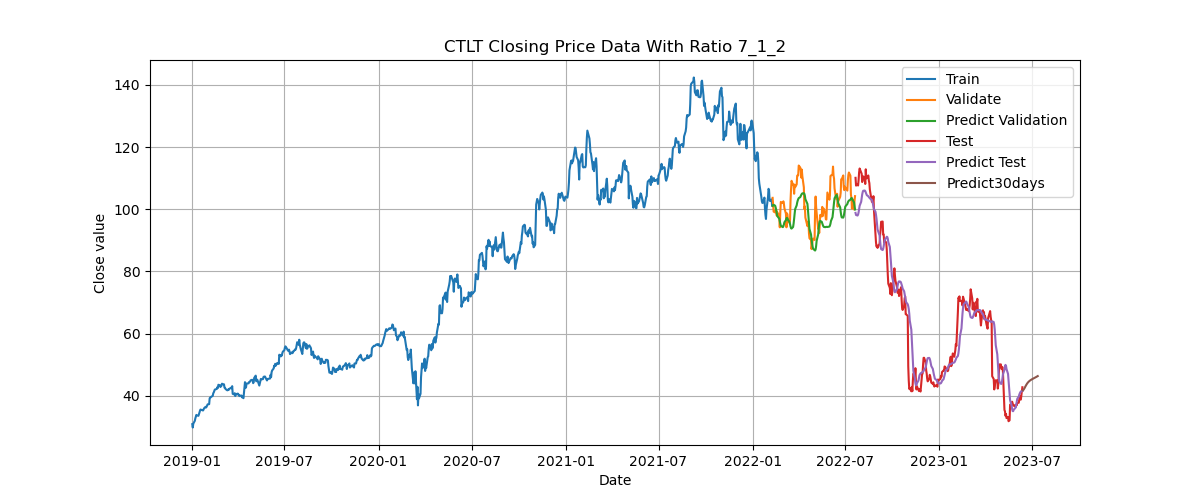 CTLT Closing Price Data With Ratio 7_1_2
Close value
140
120
100
80
60
40
Train
Validate
Predict Validation
Test
Predict Test
Predict30days
2019-01 2019-07 2020-01 2020-07 2021-01 2021-07 2022-01 2022-07 2023-01 2023-07
Date